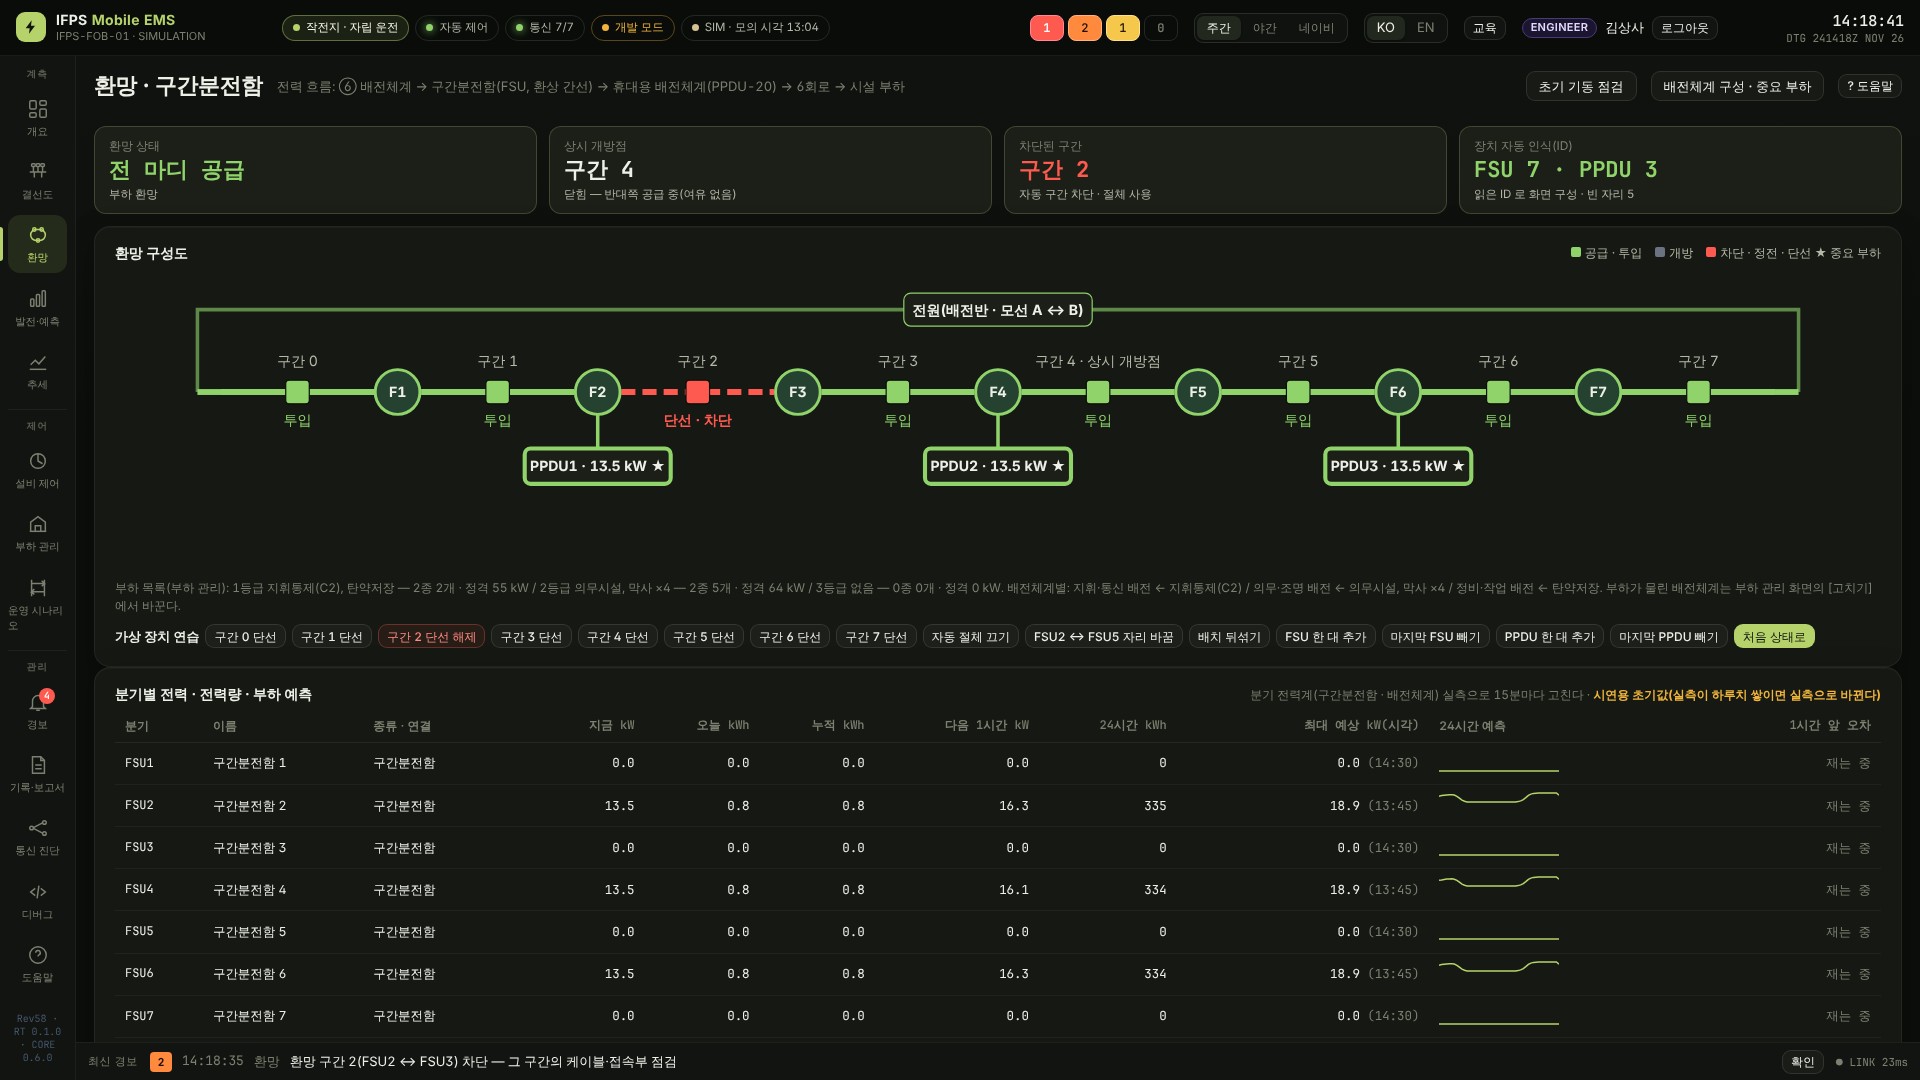 IFPS Mobile EMS
IFPS-FOB-01 · SIMULATION
작전지 · 자립 운전
자동 제어
통신 7/7
개발 모드
SIM · 모의 시각 13:04
1 2 1 0
주간 야간 네이비
KO EN
교육
ENGINEER 김상사 로그아웃
14:18:41
DTG 241418Z NOV 26
계측
개요
결선도
환망
발전·예측
추세
제어
설비 제어
부하 관리
운영 시나리
오
관리
4
경보
기록·보고서
통신 진단
디버그
도움말
RevS8 ·
RT 0.1.0
· CORE
0.6.0
환망 · 구간분전함
전력 흐름: ⑥ 배전체계 → 구간분전함(FSU, 환상 간선) → 휴대용 배전체계(PPDU-20) → 6회로 → 시설 부하
초기 기동 점검
배전체계 구성 · 중요 부하
? 도움말
환망 상태
전 마디 공급
부하 환망
상시 개방점
구간 4
닫힘 — 반대쪽 공급 중(여유 없음)
차단된 구간
구간 2
자동 구간 차단 · 절체 사용
장치 자동 인식(ID)
FSU 7 · PPDU 3
읽은 ID 로 화면 구성 · 빈 자리 5
환망 구성도
공급 · 투입 개방 차단 · 정전 · 단선 ★ 중요 부하
전원(배전반 · 모선 A ↔ B)
구간 0 구간 1 구간 2 구간 3 구간 4 · 상시 개방점 구간 5 구간 6 구간 7
F1 F2 F3 F4 F5 F6 F7
투입 투입 단선 · 차단 투입 투입 투입 투입 투입
PPDU1 · 13.5 kW ★ PPDU2 · 13.5 kW ★ PPDU3 · 13.5 kW ★
부하 목록(부하 관리): 1등급 지휘통제(C2), 탄약저장 — 2종 2개 · 정격 55 kW / 2등급 의무시설, 막사 ×4 — 2종 5개 · 정격 64 kW / 3등급 없음 — 0종 0개 · 정격 0 kW. 배전체계별: 지휘·통신 배전 ← 지휘통제(C2) / 의무·조명 배전 ← 의무시설, 막사 ×4 / 정비·작업 배전 ← 탄약저장. 부하가 물린 배전체계는 부하 관리 화면의 [고치기]
에서 바꾼다.
가상 장치 연습 구간 0 단선 구간 1 단선 구간 2 단선 해제 구간 3 단선 구간 4 단선 구간 5 단선 구간 6 단선 구간 7 단선 자동 절체 끄기 FSU2 ↔ FSU5 자리 바꿈 배치 뒤섞기 FSU 한 대 추가 마지막 FSU 빼기 PPDU 한 대 추가 마지막 PPDU 빼기 처음 상태로
분기별 전력 · 전력량 · 부하 예측
분기 전력계(구간분전함 · 배전체계) 실측으로 15분마다 고친다 · 시연용 초기값(실측이 하루치 쌓이면 실측으로 바뀐다)
분기 이름 종류 · 연결 지금 kW 오늘 kWh 누적 kWh 다음 1시간 kW 24시간 kWh 최대 예상 kW(시각) 24시간 예측 1시간 앞 오차
FSU1 구간분전함 1 구간분전함 0.0 0.0 0.0 0.0 0 0.0 (14:30) 재는 중
FSU2 구간분전함 2 구간분전함 13.5 0.8 0.8 16.3 335 18.9 (13:45) 재는 중
FSU3 구간분전함 3 구간분전함 0.0 0.0 0.0 0.0 0 0.0 (14:30) 재는 중
FSU4 구간분전함 4 구간분전함 13.5 0.8 0.8 16.1 334 18.9 (13:45) 재는 중
FSU5 구간분전함 5 구간분전함 0.0 0.0 0.0 0.0 0 0.0 (14:30) 재는 중
FSU6 구간분전함 6 구간분전함 13.5 0.8 0.8 16.3 334 18.9 (13:45) 재는 중
FSU7 구간분전함 7 구간분전함 0.0 0.0 0.0 0.0 0 0.0 (14:30) 재는 중
최신 경보 2 14:18:35 환망 환망 구간 2(FSU2 ↔ FSU3) 차단 — 그 구간의 케이블·접속부 점검
확인
LINK 23ms